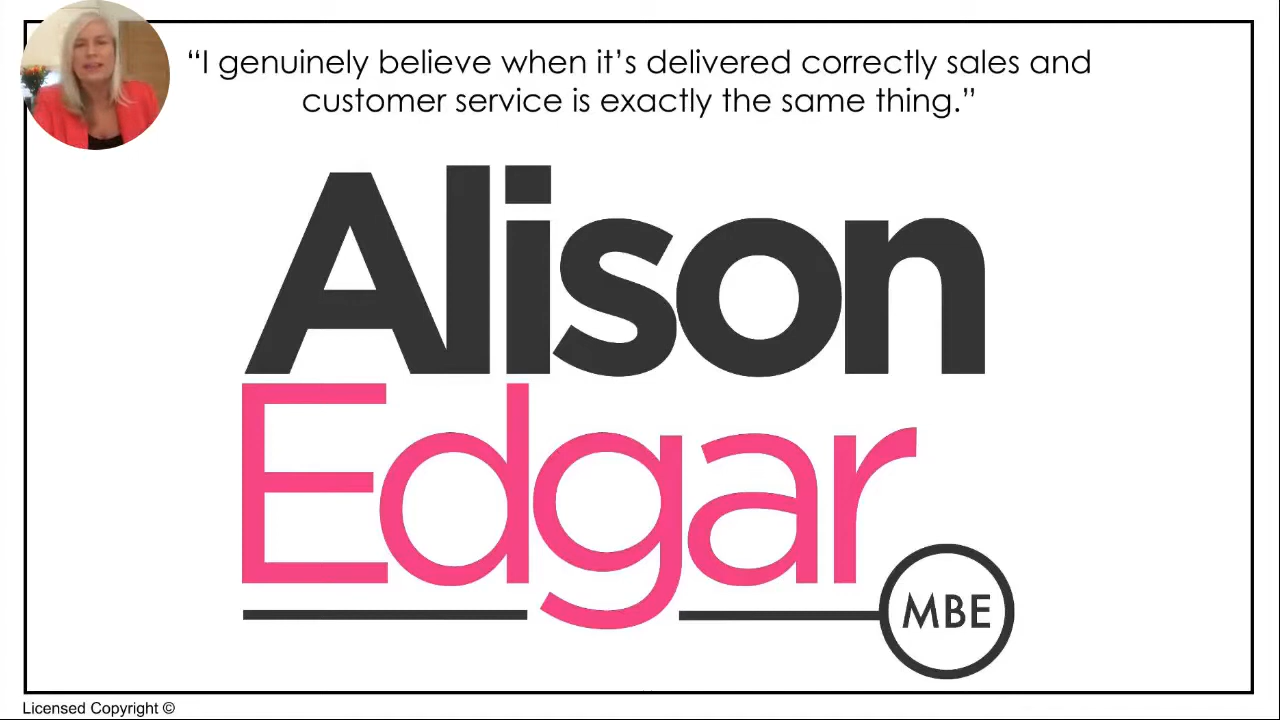 “I genuinely believe when it’s delivered correctly sales and
customer service is exactly the same thing.”
Alison
Edgar
MBE
Licensed Copyright ©